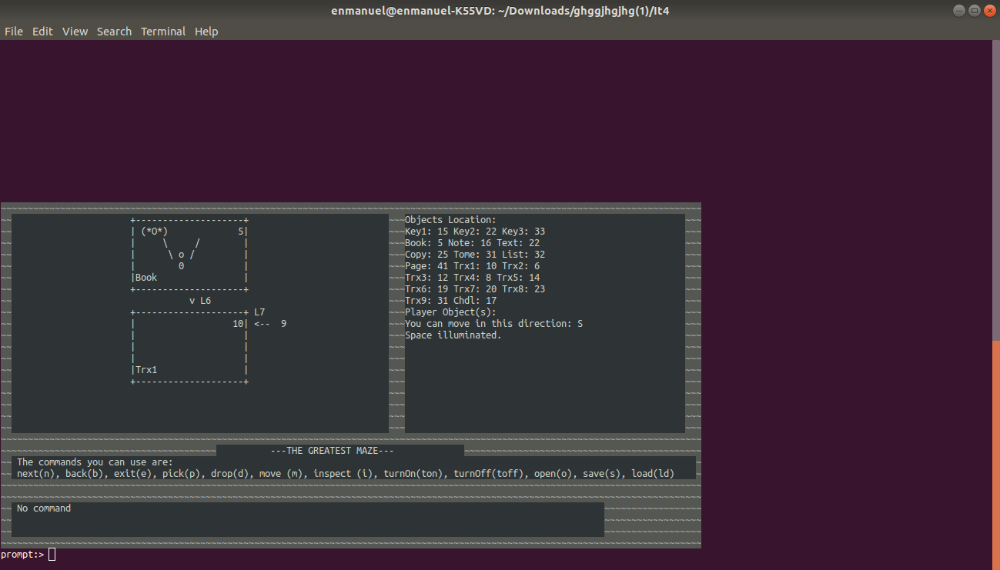 enmanuel@enmanuel-K55VD: ~/Downloads/ghggjhgjhg(1)/It4
File Edit View Search Terminal Help
+--------------------+
| (*O*)             5|
|     \     /        |
|      \ o /         |
|        0           |
|Book                |
+--------------------+
v L6
+--------------------+ L7
|                  10| <--  9
|                    |
|                    |
|                    |
|Trx1                |
+--------------------+
Objects Location:
Key1: 15 Key2: 22 Key3: 33
Book: 5 Note: 16 Text: 22
Copy: 25 Tome: 31 List: 32
Page: 41 Trx1: 10 Trx2: 6
Trx3: 12 Trx4: 8 Trx5: 14
Trx6: 19 Trx7: 20 Trx8: 23
Trx9: 31 Chdl: 17
Player Object(s):
You can move in this direction: S
Space illuminated.
---THE GREATEST MAZE---
The commands you can use are:
next(n), back(b), exit(e), pick(p), drop(d), move (m), inspect (i), turnOn(ton), turnOff(toff), open(o), save(s), load(ld)
No command
prompt:>